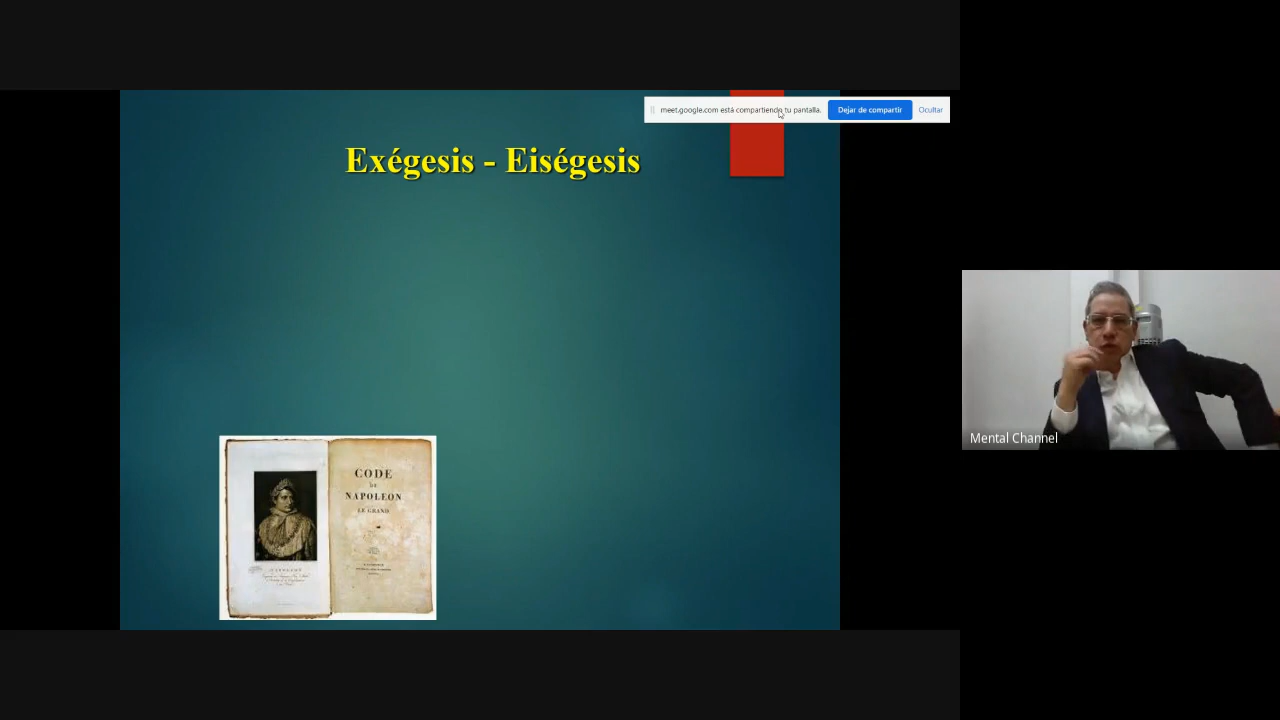 meet.google.com está compartiendo tu pantalla.
Dejar de compartir
Ocultar
Exégesis - Eiségesis
CODE
NAPOLEON
LE GRAND
Mental Channel